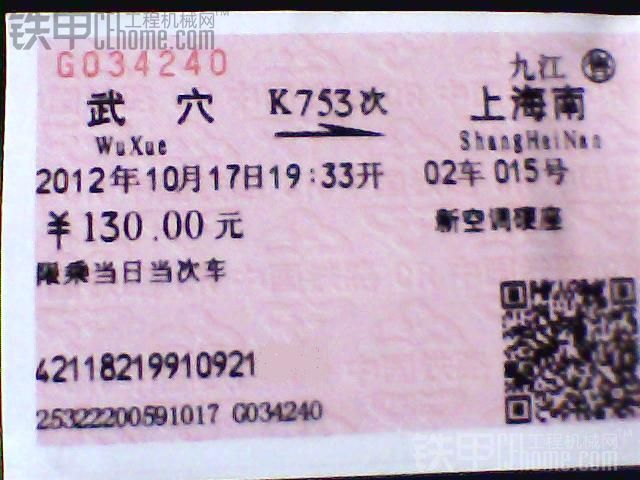 铁甲 工程机械网 CEhome.com
G034240 九江 售
武穴 K753次 上海南
WuXue ShangHaiNan
2012年10月17日19:33开 02车 015号
¥130.00元 新空调硬座
限乘当日当次车
42118219910921
25322200591017 G034240
铁甲 工程机械网 CEhome.com